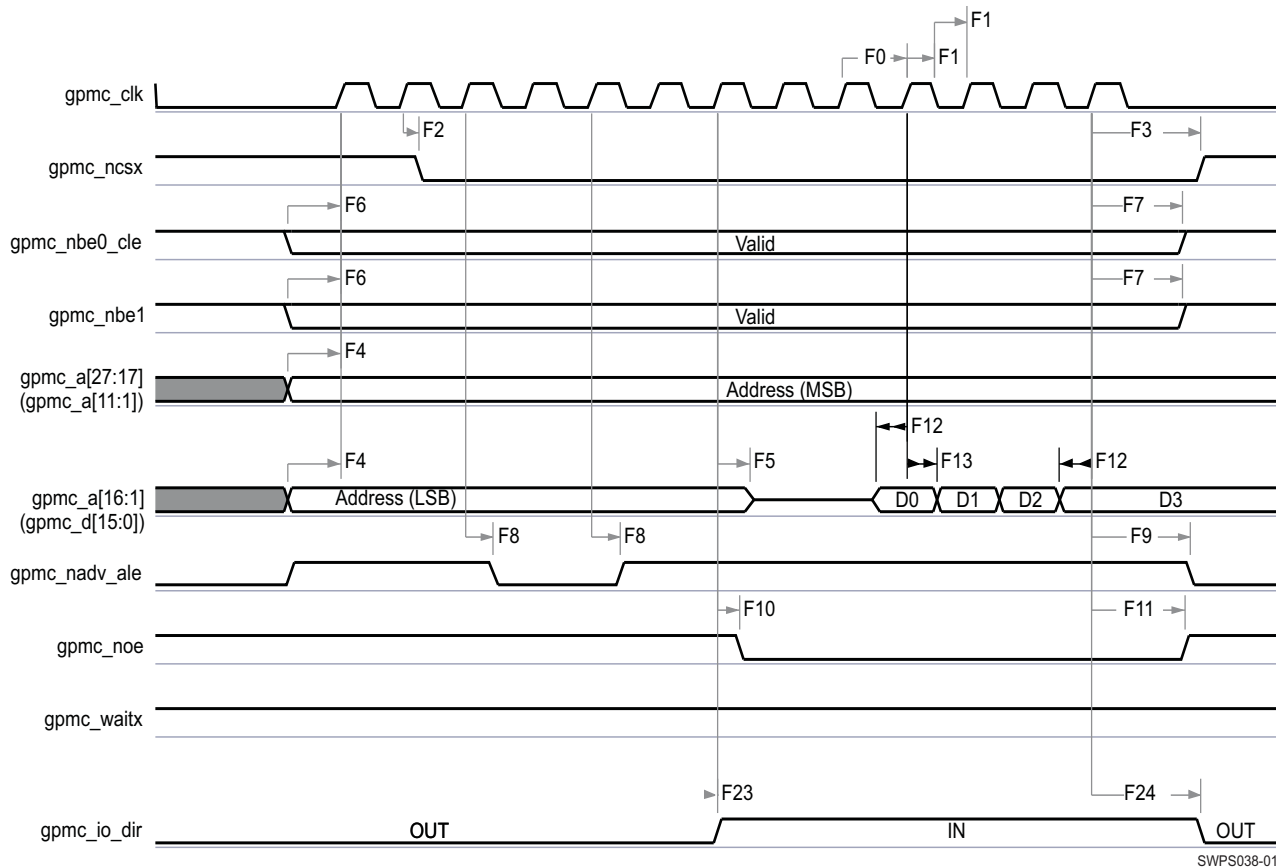 F1
F0 F1
gpmc_clk
F2 F3
gpmc_ncsx
F6 F7
gpmc_nbe0_cle Valid
F6 F7
gpmc_nbe1 Valid
F4
gpmc_a[27:17] Address (MSB)
(gpmc_a[11:1])
F12
F4 F5 F13 F12
gpmc_a[16:1] Address (LSB) D0 D1 D2 D3
(gpmc_d[15:0])
F8 F8 F9
gpmc_nadv_ale
F10 F11
gpmc_noe
gpmc_waitx
F23 F24
gpmc_io_dir OUT IN OUT
SWPS038-01